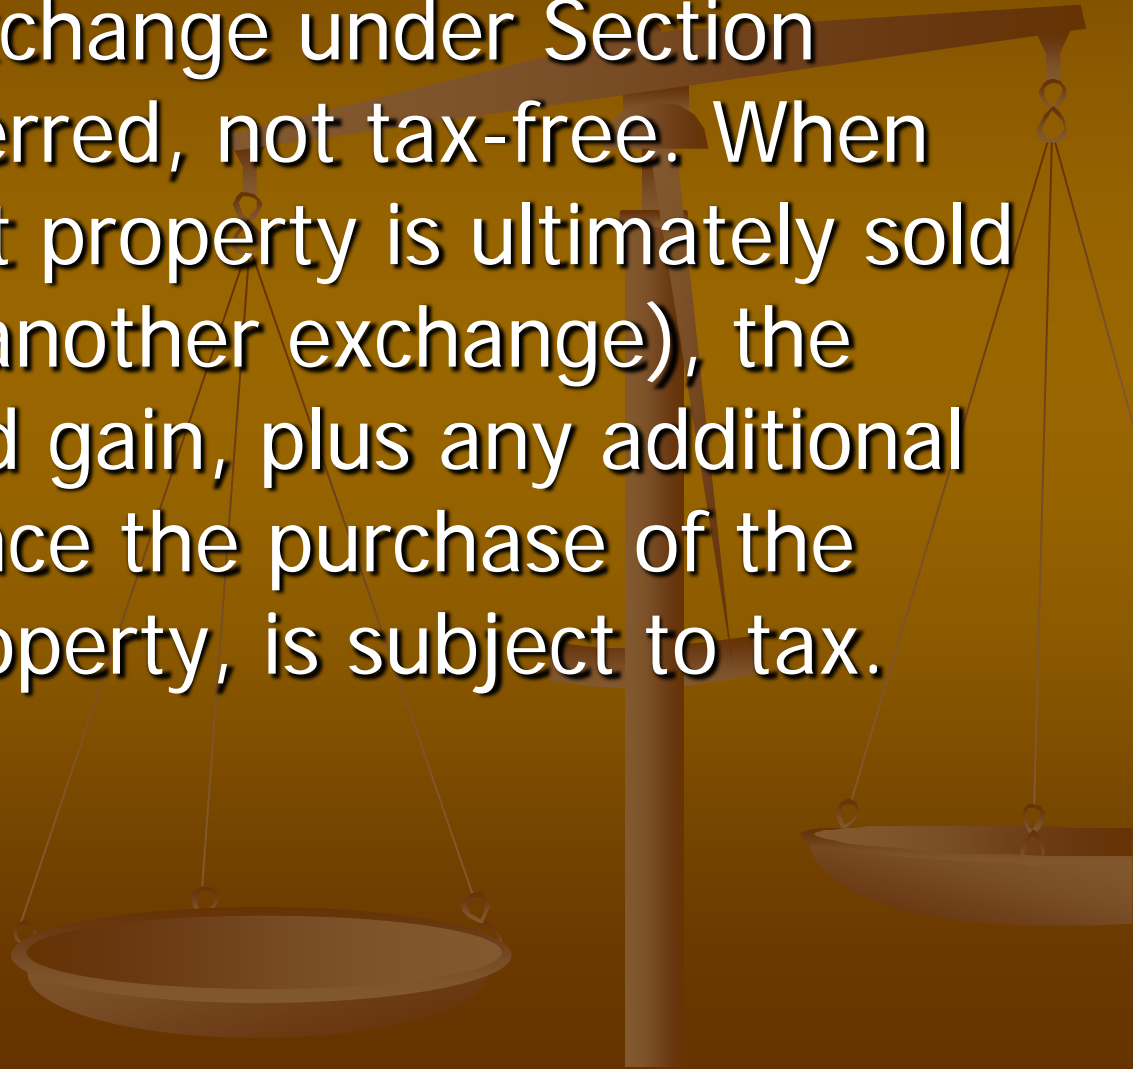 change under Section
erred, not tax-free. When
t property is ultimately sold
another exchange), the
d gain, plus any additional
nce the purchase of the
operty, is subject to tax.